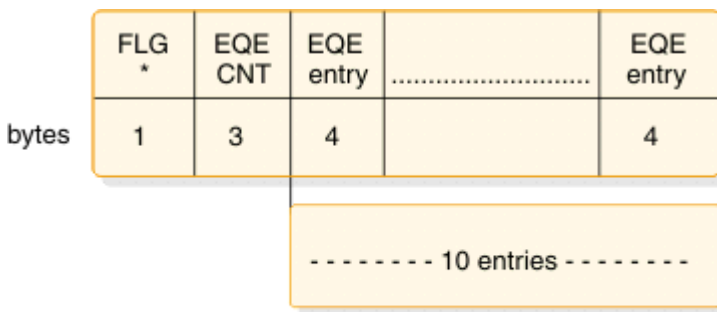 FLG EQE EQE EQE
* CNT entry ........................... entry
bytes 1 3 4 4
- - - - - - - - 10 entries - - - - - - - -